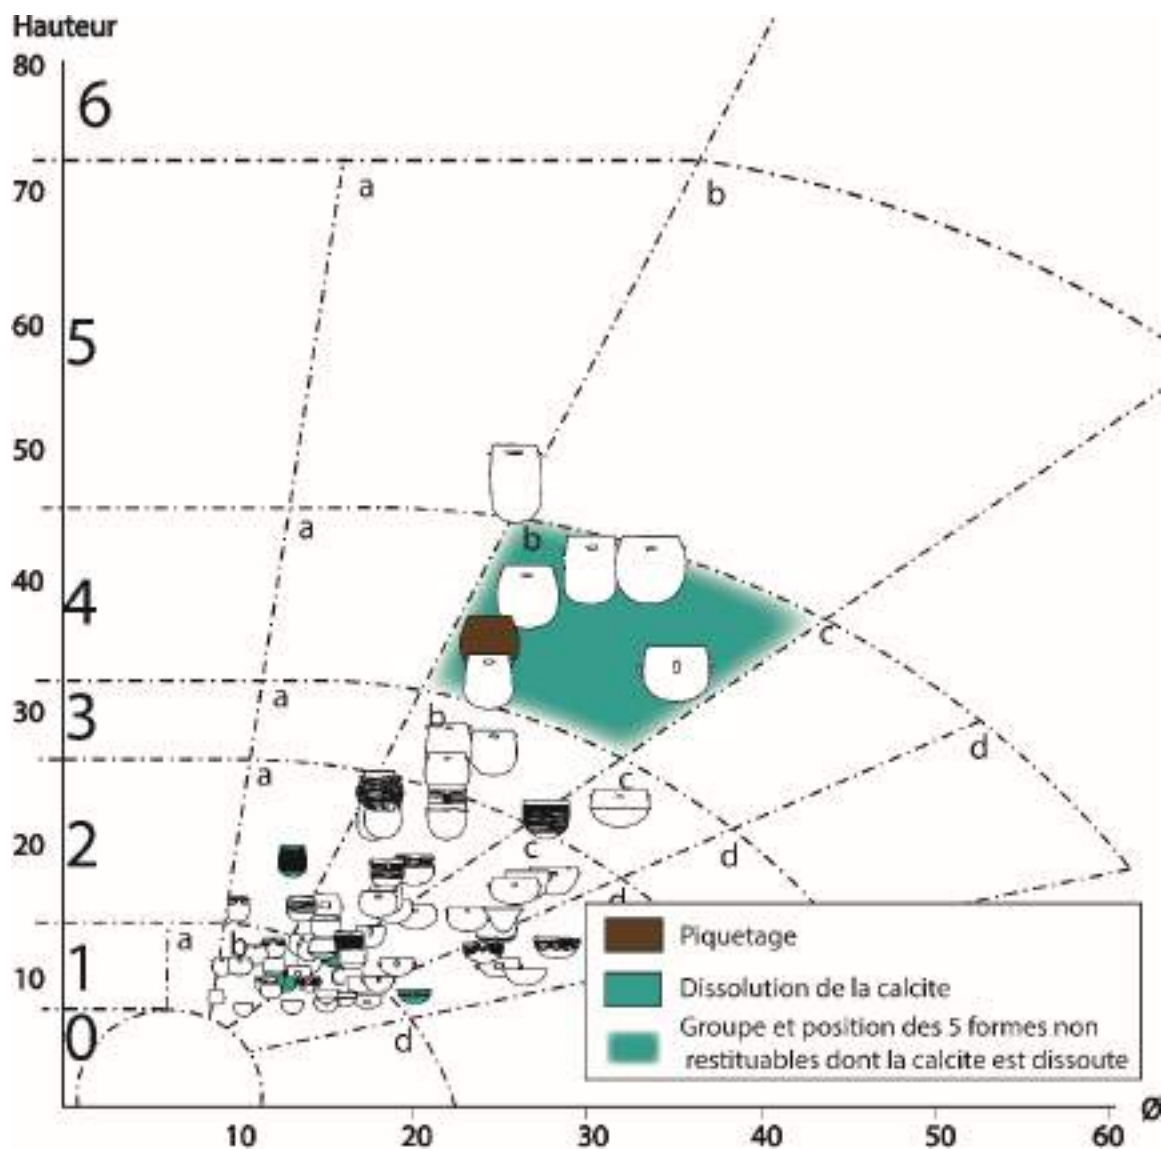 Hauteur
80
6
70
a
b
60
5
50
a
b
40
4
c
30
3
a
b
d
a
c
20
2
c
d
d
a
b
10
1
0
d
Piquetage
Dissolution de la calcite
Groupe et position des 5 formes non
restituables dont la calcite est dissoute
Ø
10 20 30 40 50 60